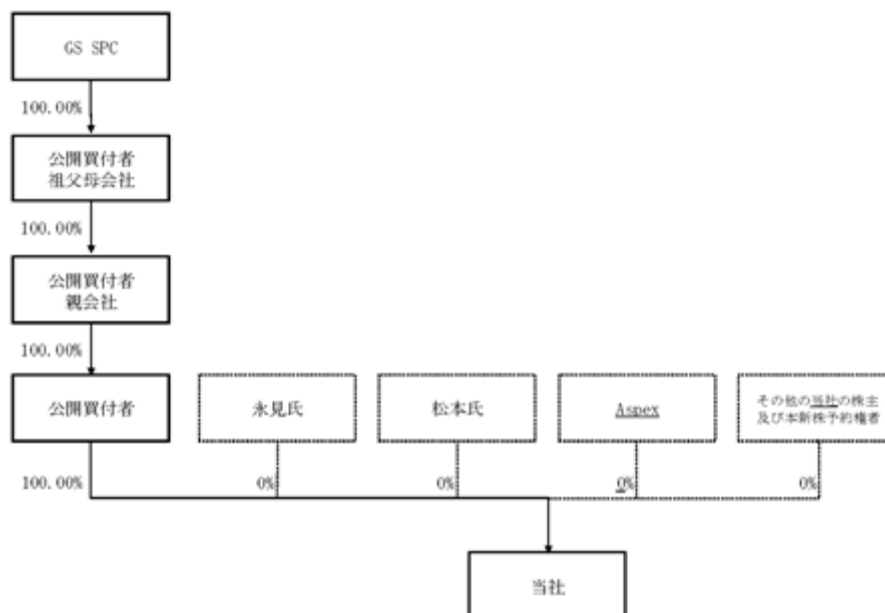 GS SPC
100.00%
公開買付者
祖父母会社
100.00%
公開買付者
親会社
100.00%
公開買付者
永見氏
松本氏
Aspex
その他の当社の株主
及び本新株予約権者
100.00%
0%
0%
0%
0%
当社